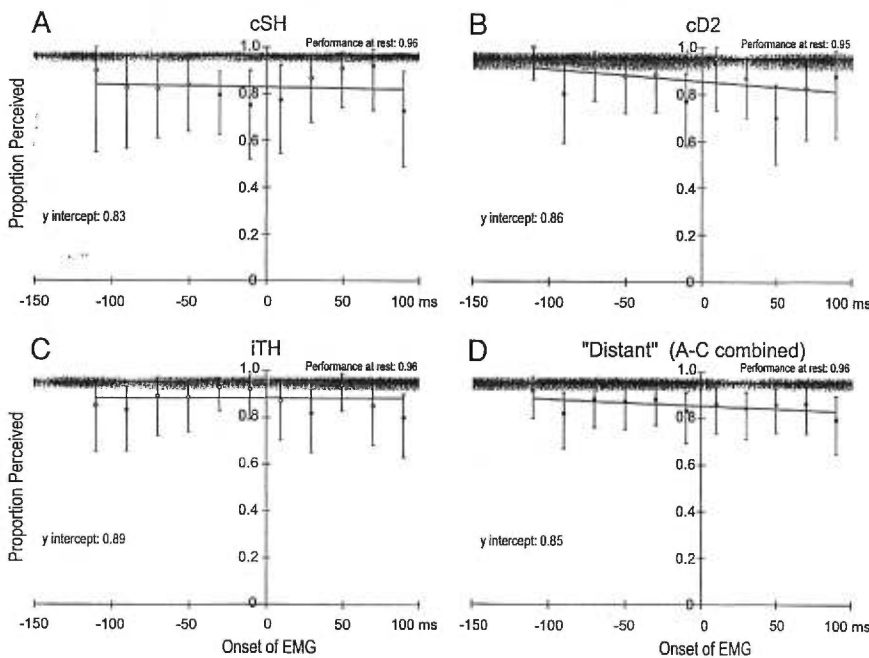 A
cSH
Performance at rest: 0.96
1.0
0.8
0.6
0.4
0.2
0
Proportion Perceived
y intercept: 0.83
-150
-100
-50
0
50
100 ms
B
cD2
Performance at rest: 0.95
1.0
0.8
0.6
0.4
0.2
0
y intercept: 0.86
-150
-100
-50
0
50
100 ms
C
iTH
Performance at rest: 0.96
1.0
0.8
0.6
0.4
0.2
0
Proportion Perceived
y intercept: 0.89
-150
-100
-50
0
50
100 ms
Onset of EMG
D
"Distant" (A-C combined)
Performance at rest: 0.96
1.0
0.8
0.6
0.4
0.2
0
y intercept: 0.85
-150
-100
-50
0
50
100 ms
Onset of EMG